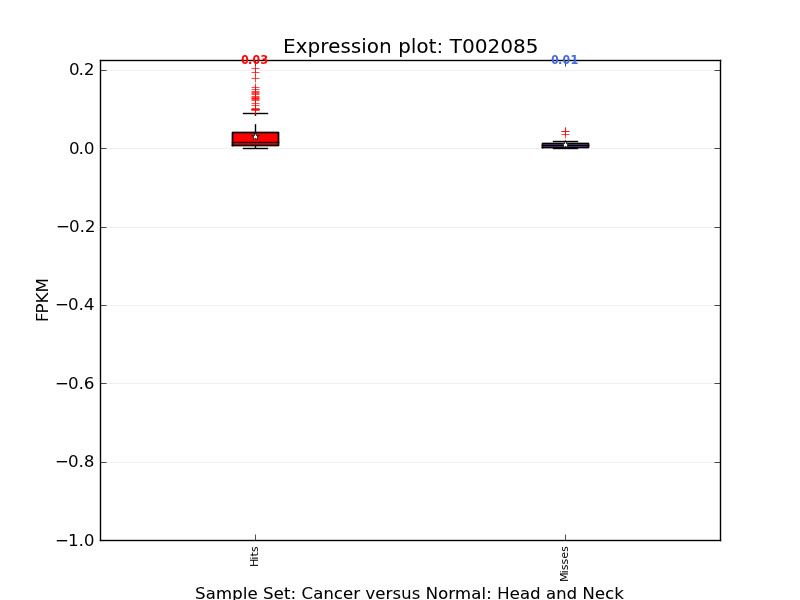 Expression plot: T002085
0.03
0.01
0.2
0.0
−0.2
−0.4
−0.6
−0.8
−1.0
FPKM
Hits
Misses
Sample Set: Cancer versus Normal: Head and Neck